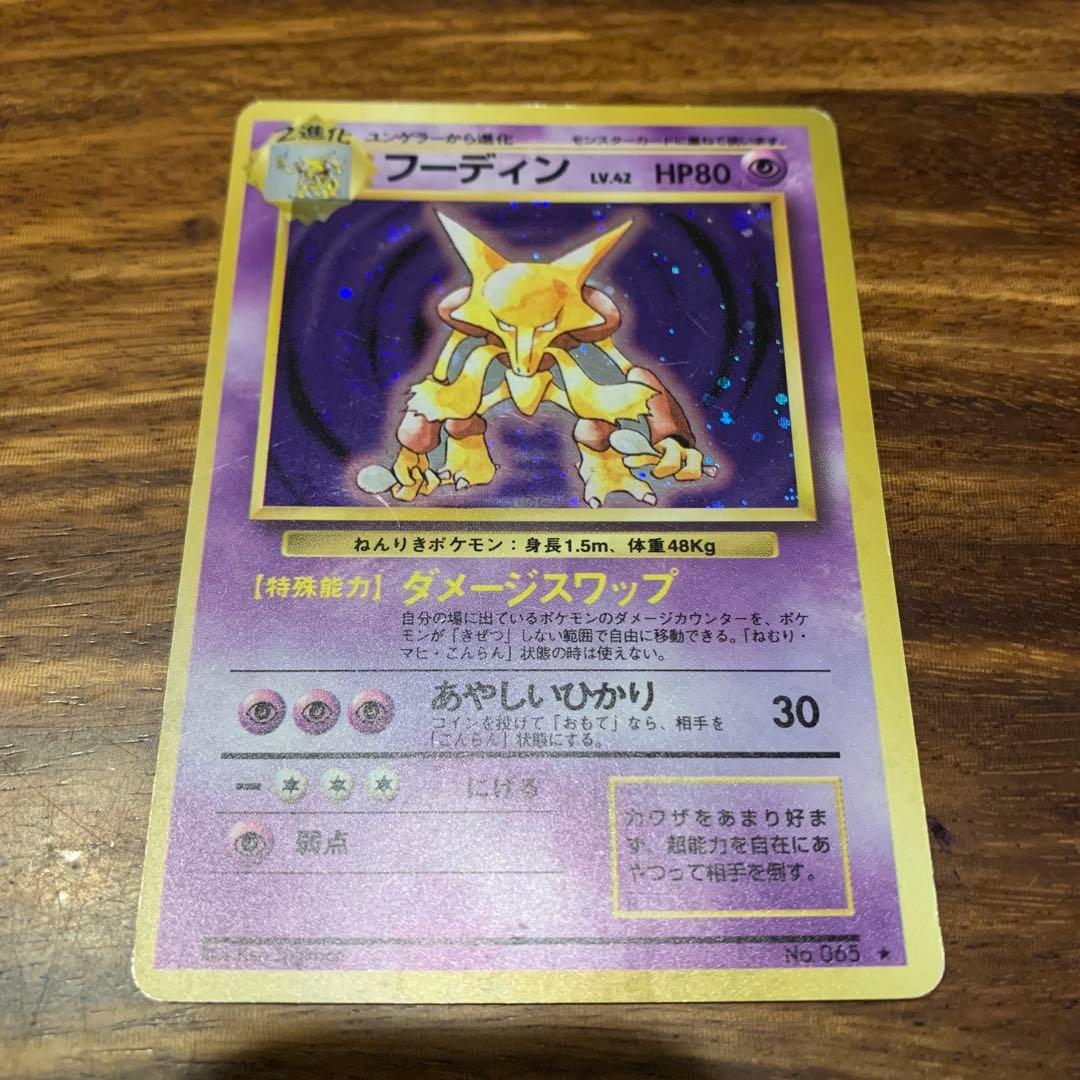 2進化 ユンゲラーから進化 モンスターカードに重ねて使います。
フーディン LV.42 HP80
ねんりきポケモン：身長1.5m、体重48Kg
【特殊能力】ダメージスワップ
自分の場に出ているポケモンのダメージカウンターを、ポケ
モンが「きぜつ」しない範囲で自由に移動できる。「ねむり・
マヒ・こんらん」状態の時は使えない。
あやしいひかり 30
コインを投げて「おもて」なら、相手を
「こんらん」状態にする。
にげる
弱点
力ワザをあまり好ま
ず、超能力を自在にあ
やつって相手を倒す。
No.065 ★